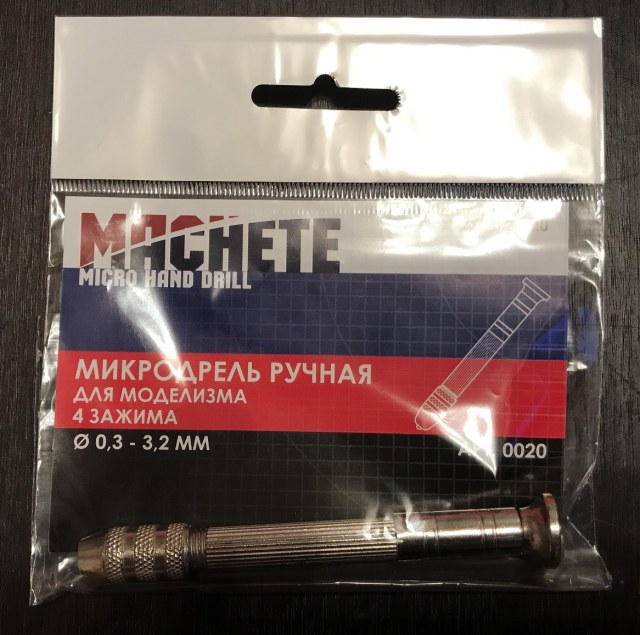 MACHETE
MICRO HAND DRILL
МИКРОДРЕЛЬ РУЧНАЯ
ДЛЯ МОДЕЛИЗМА
4 ЗАЖИМА
Ø 0,3 - 3,2 ММ
0020